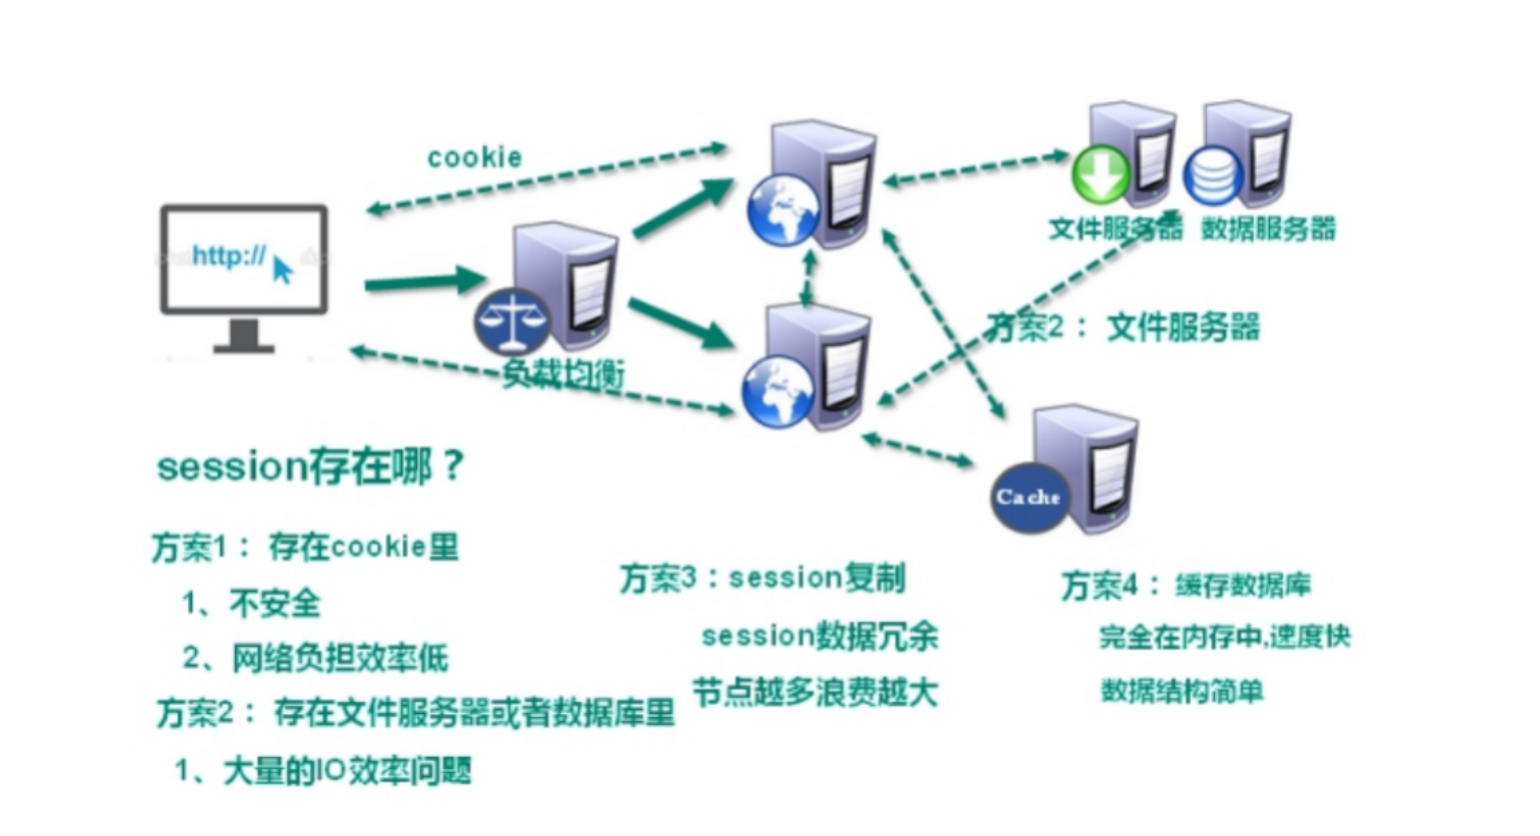 cookie
http://
文件服务器
数据服务器
方案2： 文件服务器
负载均衡
Cache
session存在哪？
方案1： 存在cookie里
1、不安全
2、网络负担效率低
方案2： 存在文件服务器或者数据库里
1、大量的IO效率问题
方案3：session复制
session数据冗余
节点越多浪费越大
方案4： 缓存数据库
完全在内存中,速度快
数据结构简单